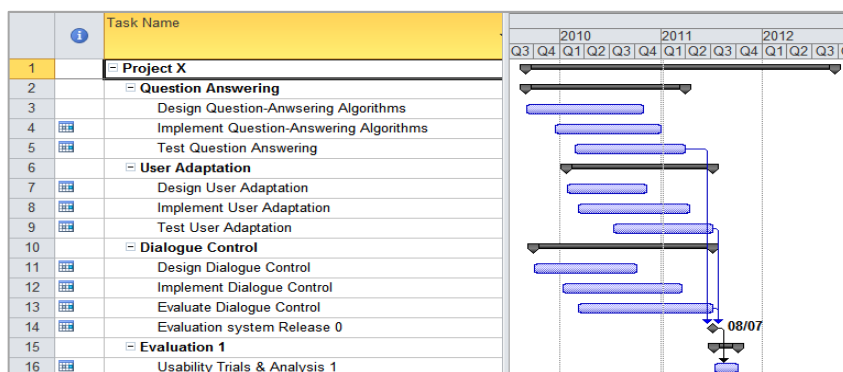 Task Name
2010 2011 2012
Q3 Q4 Q1 Q2 Q3 Q4 Q1 Q2 Q3 Q4 Q1 Q2 Q3
1 Project X
2 Question Answering
3 Design Question-Anwsering Algorithms
4 Implement Question-Answering Algorithms
5 Test Question Answering
6 User Adaptation
7 Design User Adaptation
8 Implement User Adaptation
9 Test User Adaptation
10 Dialogue Control
11 Design Dialogue Control
12 Implement Dialogue Control
13 Evaluate Dialogue Control
14 Evaluation system Release 0 08/07
15 Evaluation 1
16 Usability Trials & Analysis 1